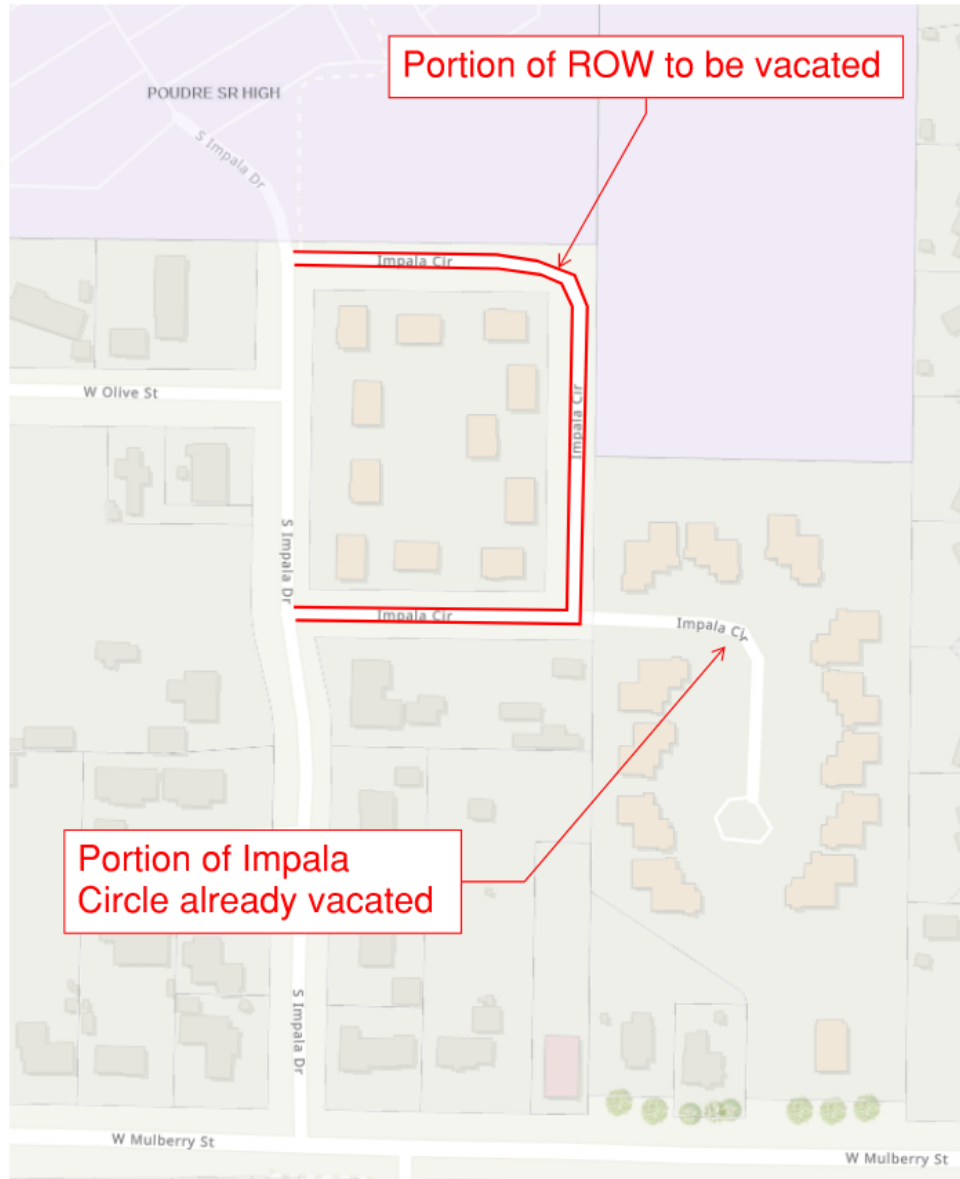 Portion of ROW to be vacated
POUDRE SR HIGH
S Impala Dr
Impala Cir
W Olive St
Impala Cir
S Impala Dr
Impala Cir
Impala Cir
Portion of Impala
Circle already vacated
S Impala Dr
W Mulberry St
W Mulberry St